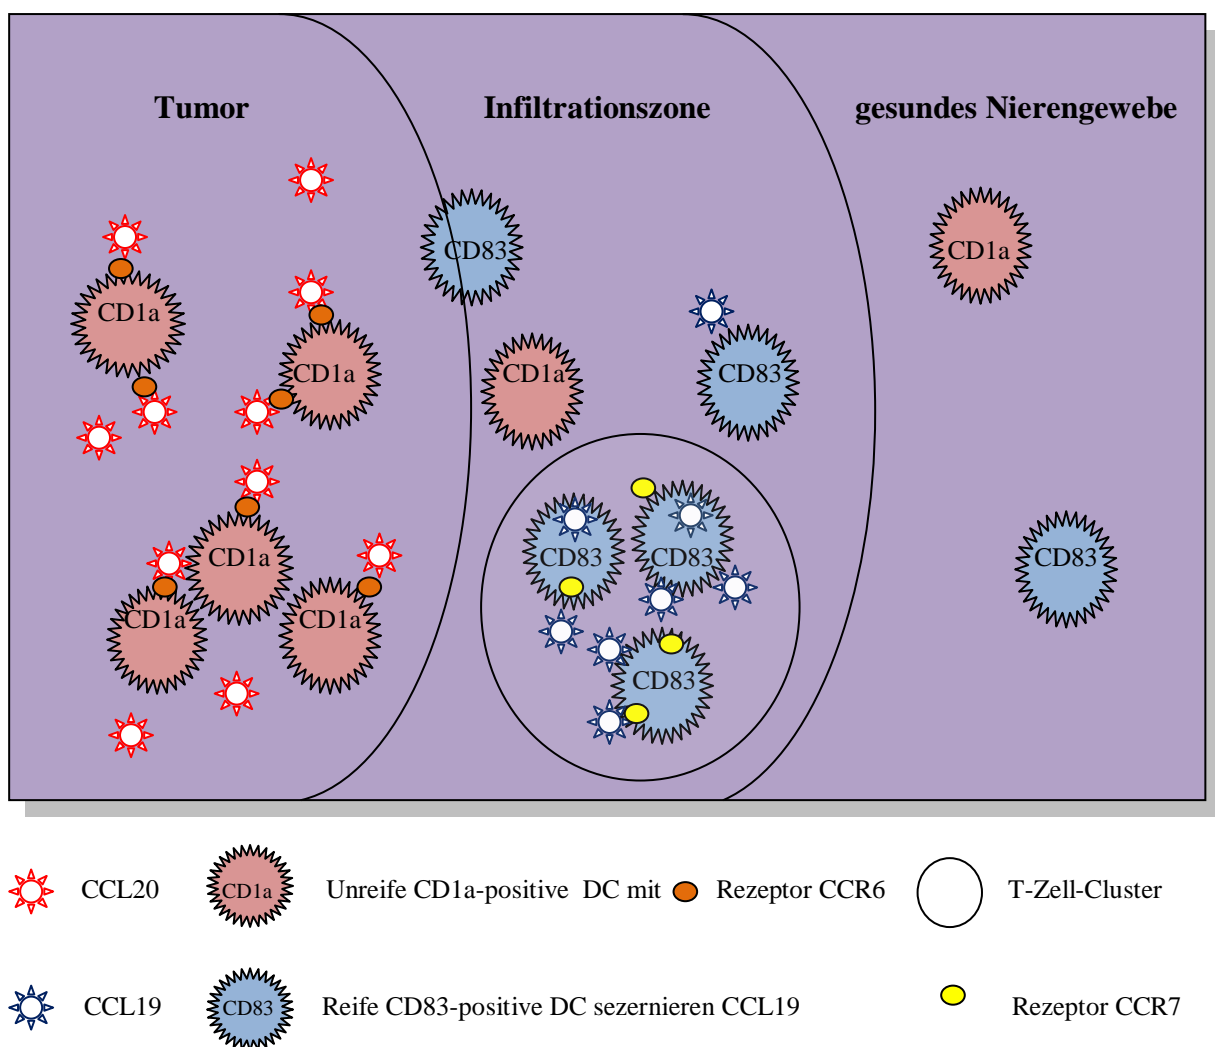 Tumor
Infiltrationszone
gesundes Nierengewebe
CD83
CD1a
CD1a
CD1a
CD1a
CD83
CD1a
CD83
CD83
CD83
CD1a
CD1a
CD83
CCL20
CD1a
Unreife CD1a-positive DC mit
Rezeptor CCR6
T-Zell-Cluster
CCL19
CD83
Reife CD83-positive DC sezernieren CCL19
Rezeptor CCR7